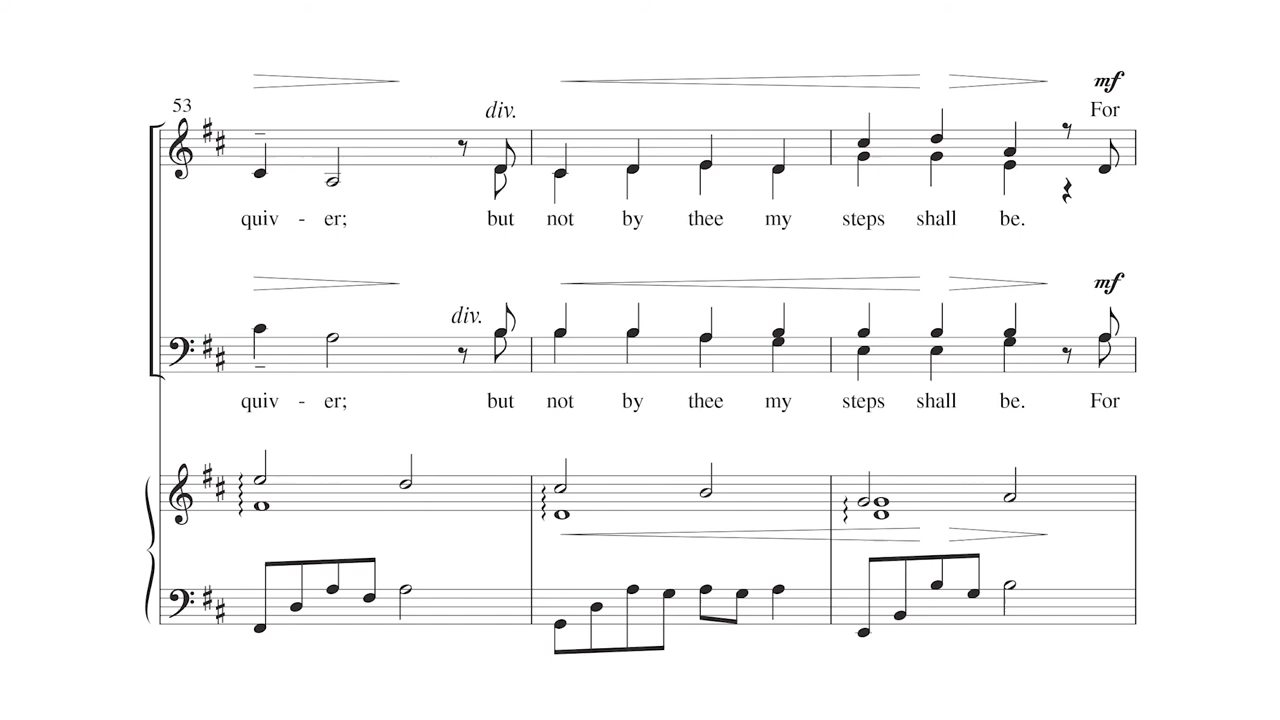 mf
53 div. For
quiv - er; but not by thee my steps shall be.
mf
div.
quiv - er; but not by thee my steps shall be. For